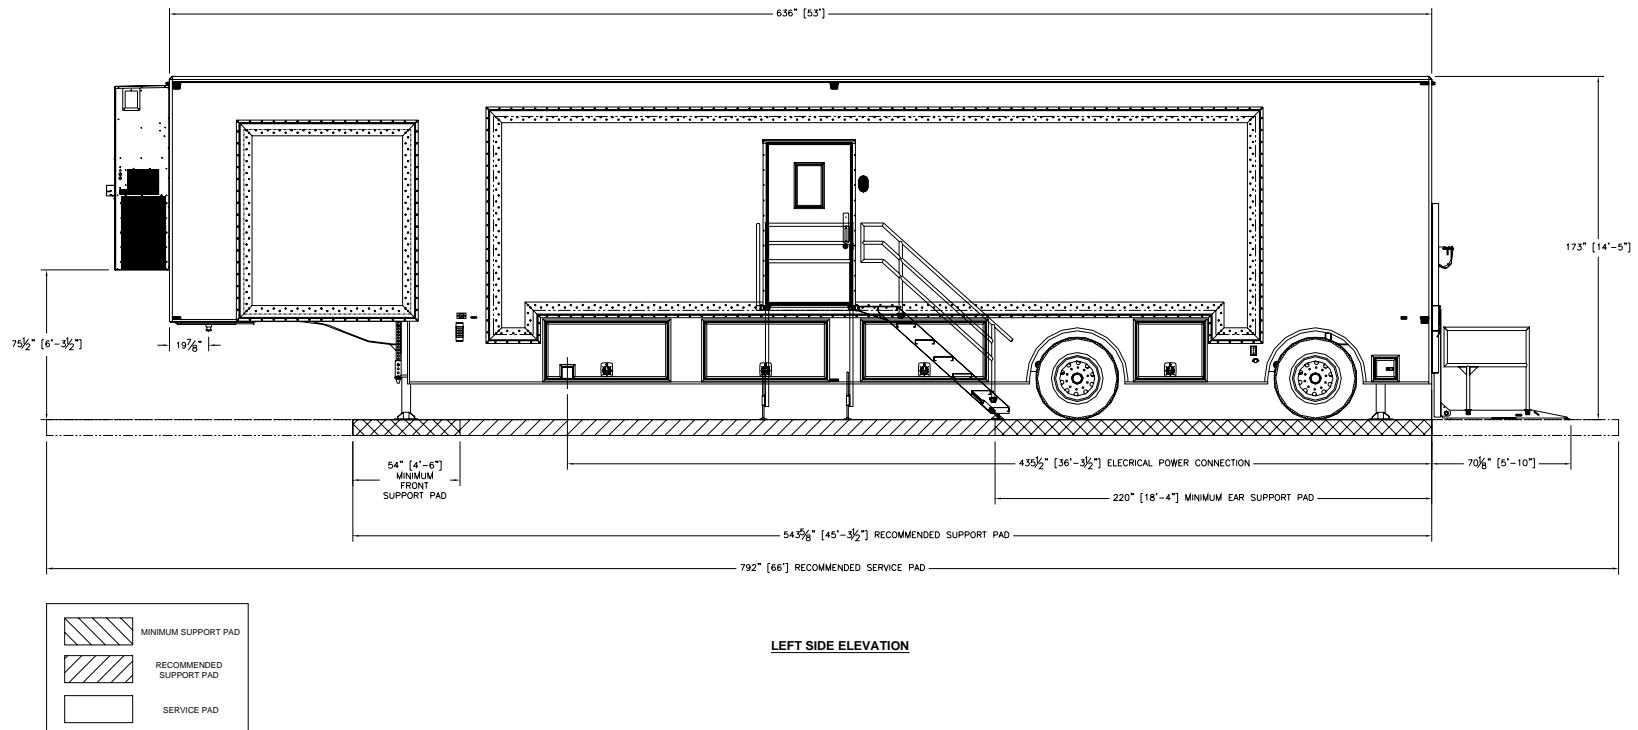 636" [53']
173" [14'-5"]
75½" [6'-3½"]
19⅞"
54" [4'-6"]
MINIMUM
FRONT
SUPPORT PAD
435½" [36'-3½"] ELECRICAL POWER CONNECTION
70⅛" [5'-10"]
220" [18'-4"] MINIMUM EAR SUPPORT PAD
543⅝" [45'-3½"] RECOMMENDED SUPPORT PAD
792" [66'] RECOMMENDED SERVICE PAD
MINIMUM SUPPORT PAD
RECOMMENDED
SUPPORT PAD
SERVICE PAD
LEFT SIDE ELEVATION